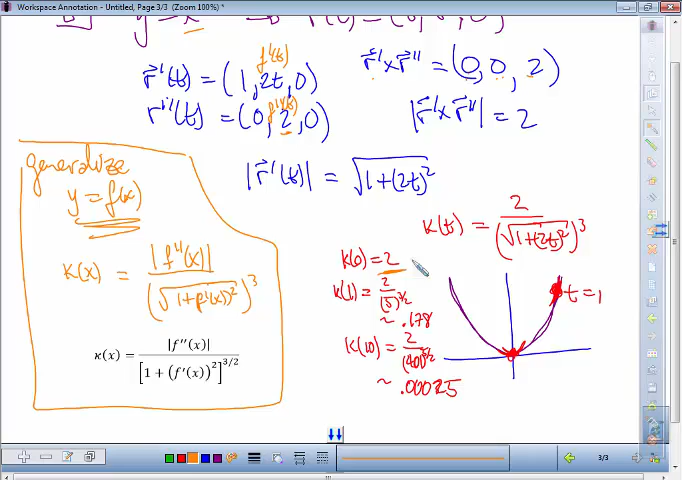 Workspace Annotation - Untitled, Page 3/3 (Zoom 100%)
f'(t)
r⃗'(t) = (1, 2t, 0)
r⃗'×r⃗'' = (0, 0, 2)
f''(t)
r⃗''(t) = (0, 2, 0)
|r⃗'×r⃗''| = 2
|r⃗'(t)| = √(1+(2t)²)
generalize
y = f(x)
κ(x) = |f''(x)| / (√(1+f'(x))²)³
κ(x) = |f''(x)| / [1 + (f'(x))²]^3/2
κ(t) = 2 / (√(1+(2t)²))³
κ(0) = 2
κ(1) = 2 / (5)^3/2
~ .178
κ(10) = 2 / (401)^3/2
~ .00025
t = 1
3/3